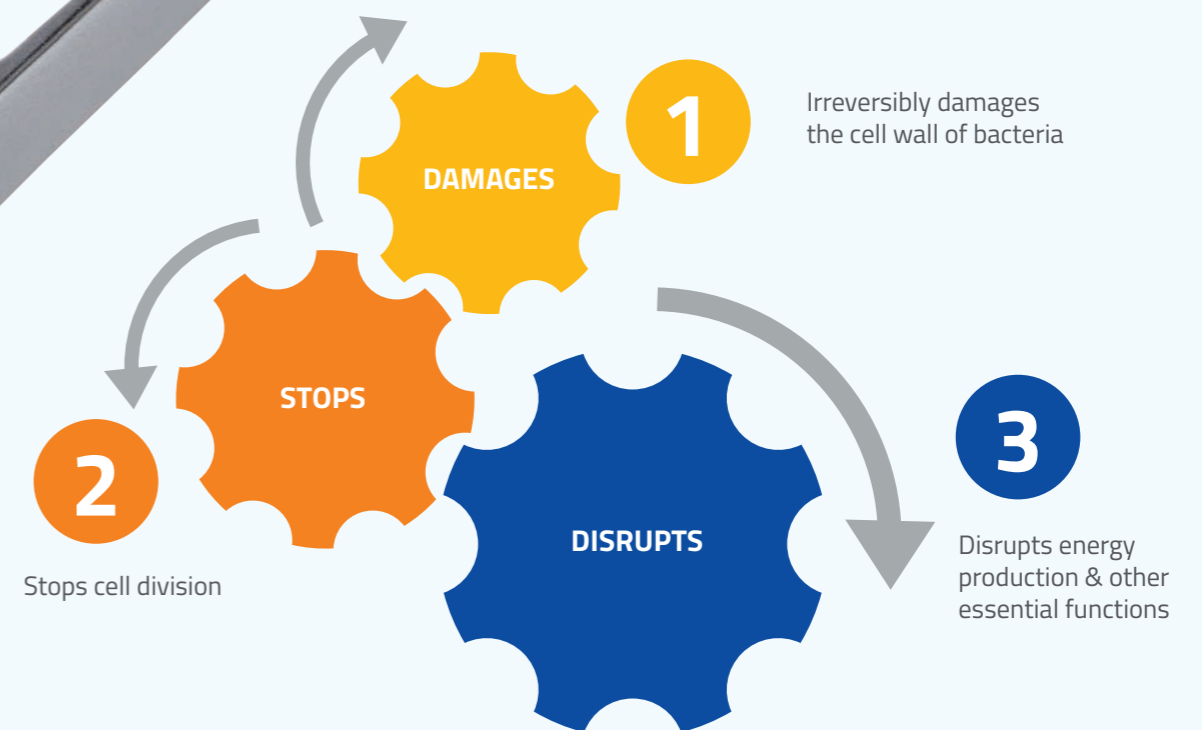 DAMAGES
1
Irreversibly damages
the cell wall of bacteria
STOPS
2
Stops cell division
DISRUPTS
3
Disrupts energy
production & other
essential functions